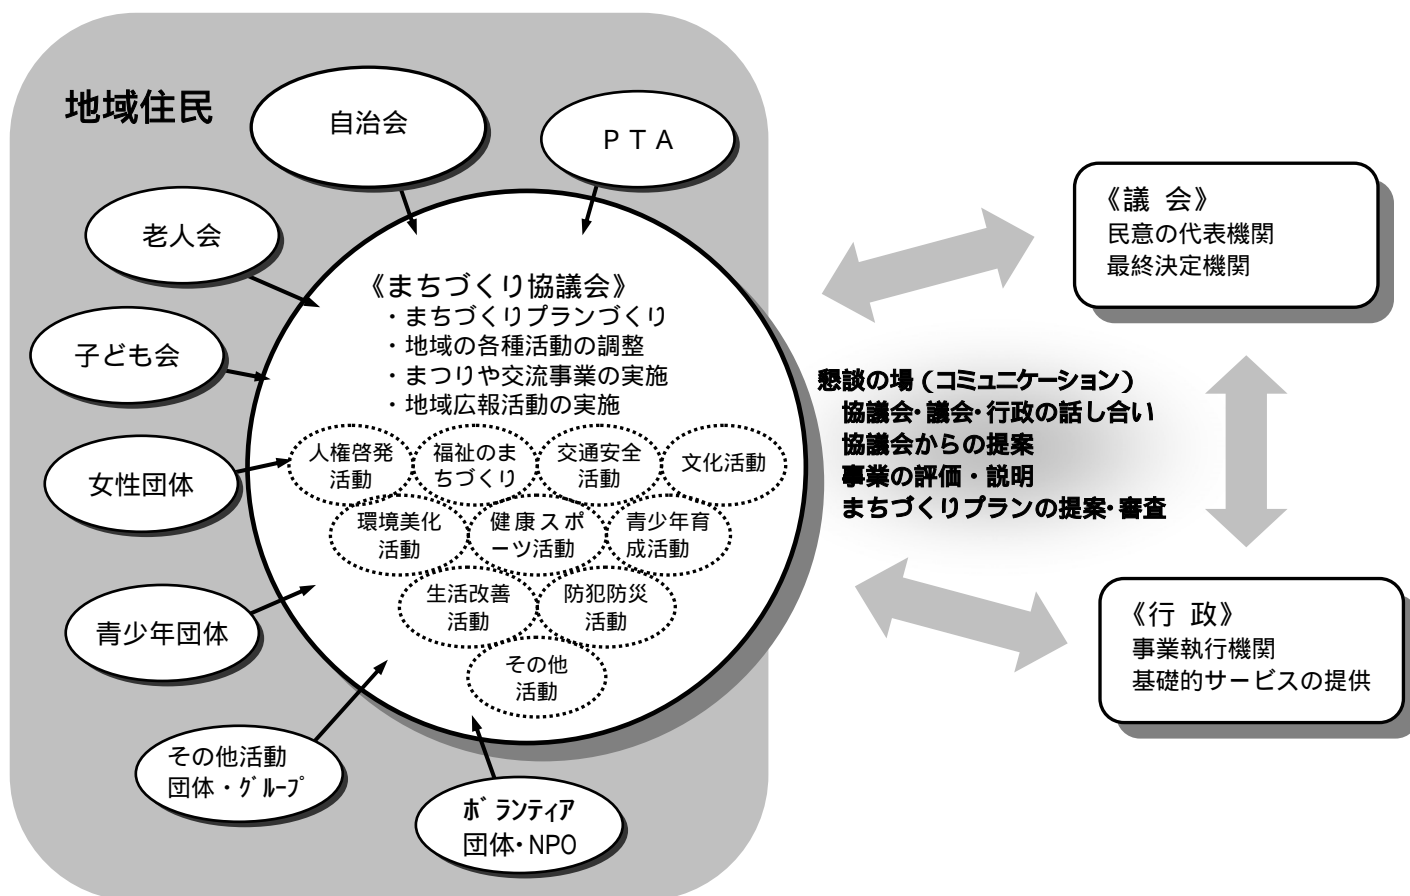 地域住民
自治会
ＰＴＡ
老人会
子ども会
女性団体
青少年団体
その他活動
団体・ｸﾞﾙｰﾌﾟ
ﾎﾞランティア
団体・NPO
《まちづくり協議会》
・まちづくりプランづくり
・地域の各種活動の調整
・まつりや交流事業の実施
・地域広報活動の実施
人権啓発
活動
福祉のま
ちづくり
交通安全
活動
文化活動
環境美化
活動
健康スポ
ーツ活動
青少年育
成活動
生活改善
活動
防犯防災
活動
その他
活動
懇談の場（コミュニケーション）
協議会・議会・行政の話し合い
協議会からの提案
事業の評価・説明
まちづくりプランの提案・審査
《議 会》
民意の代表機関
最終決定機関
《行 政》
事業執行機関
基礎的サービスの提供